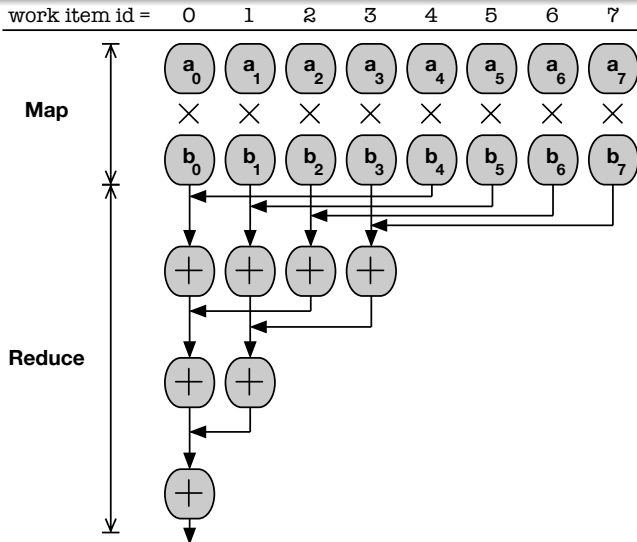 work item id = 0 1 2 3 4 5 6 7
a0 a1 a2 a3 a4 a5 a6 a7
Map
× × × × × × × ×
b0 b1 b2 b3 b4 b5 b6 b7
+ + + +
Reduce
+ +
+